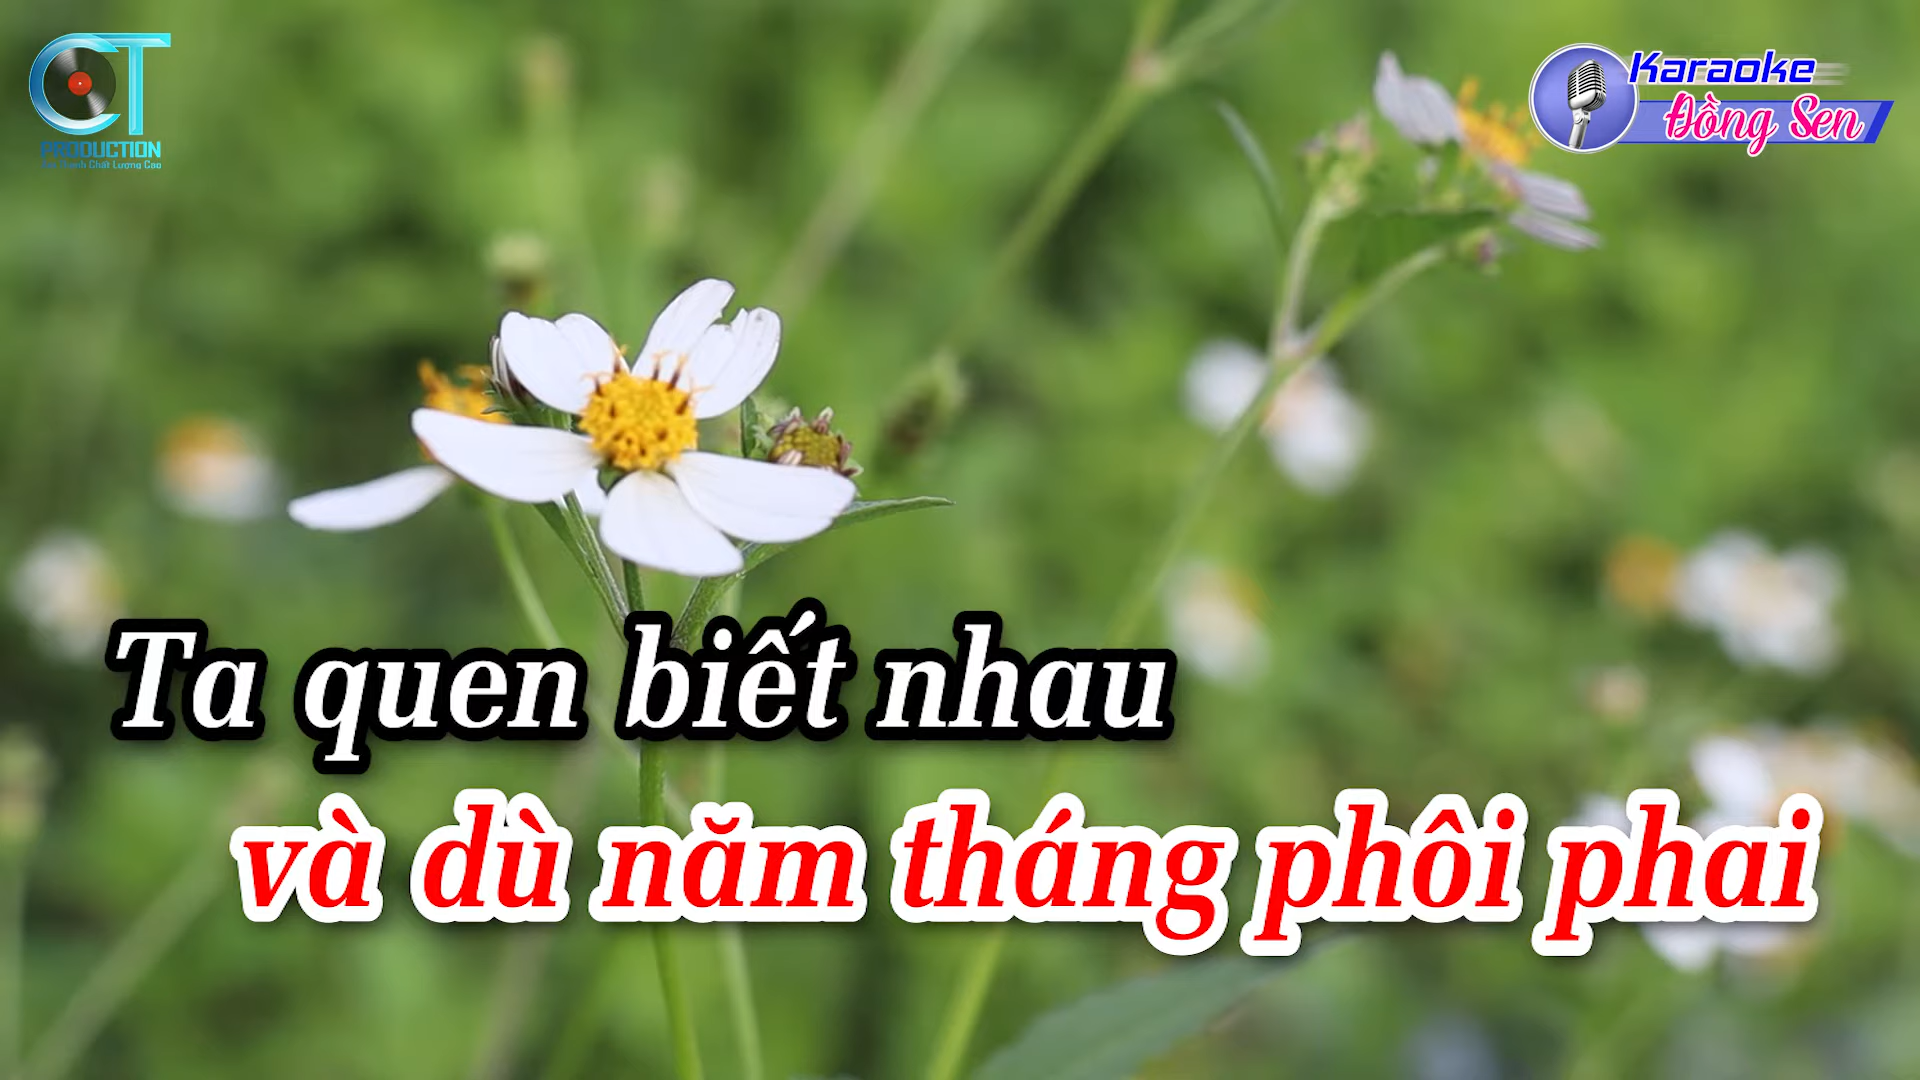 CT
PRODUCTION
Karaoke
Đồng Sen
Ta quen biết nhau
và dù năm tháng phôi phai